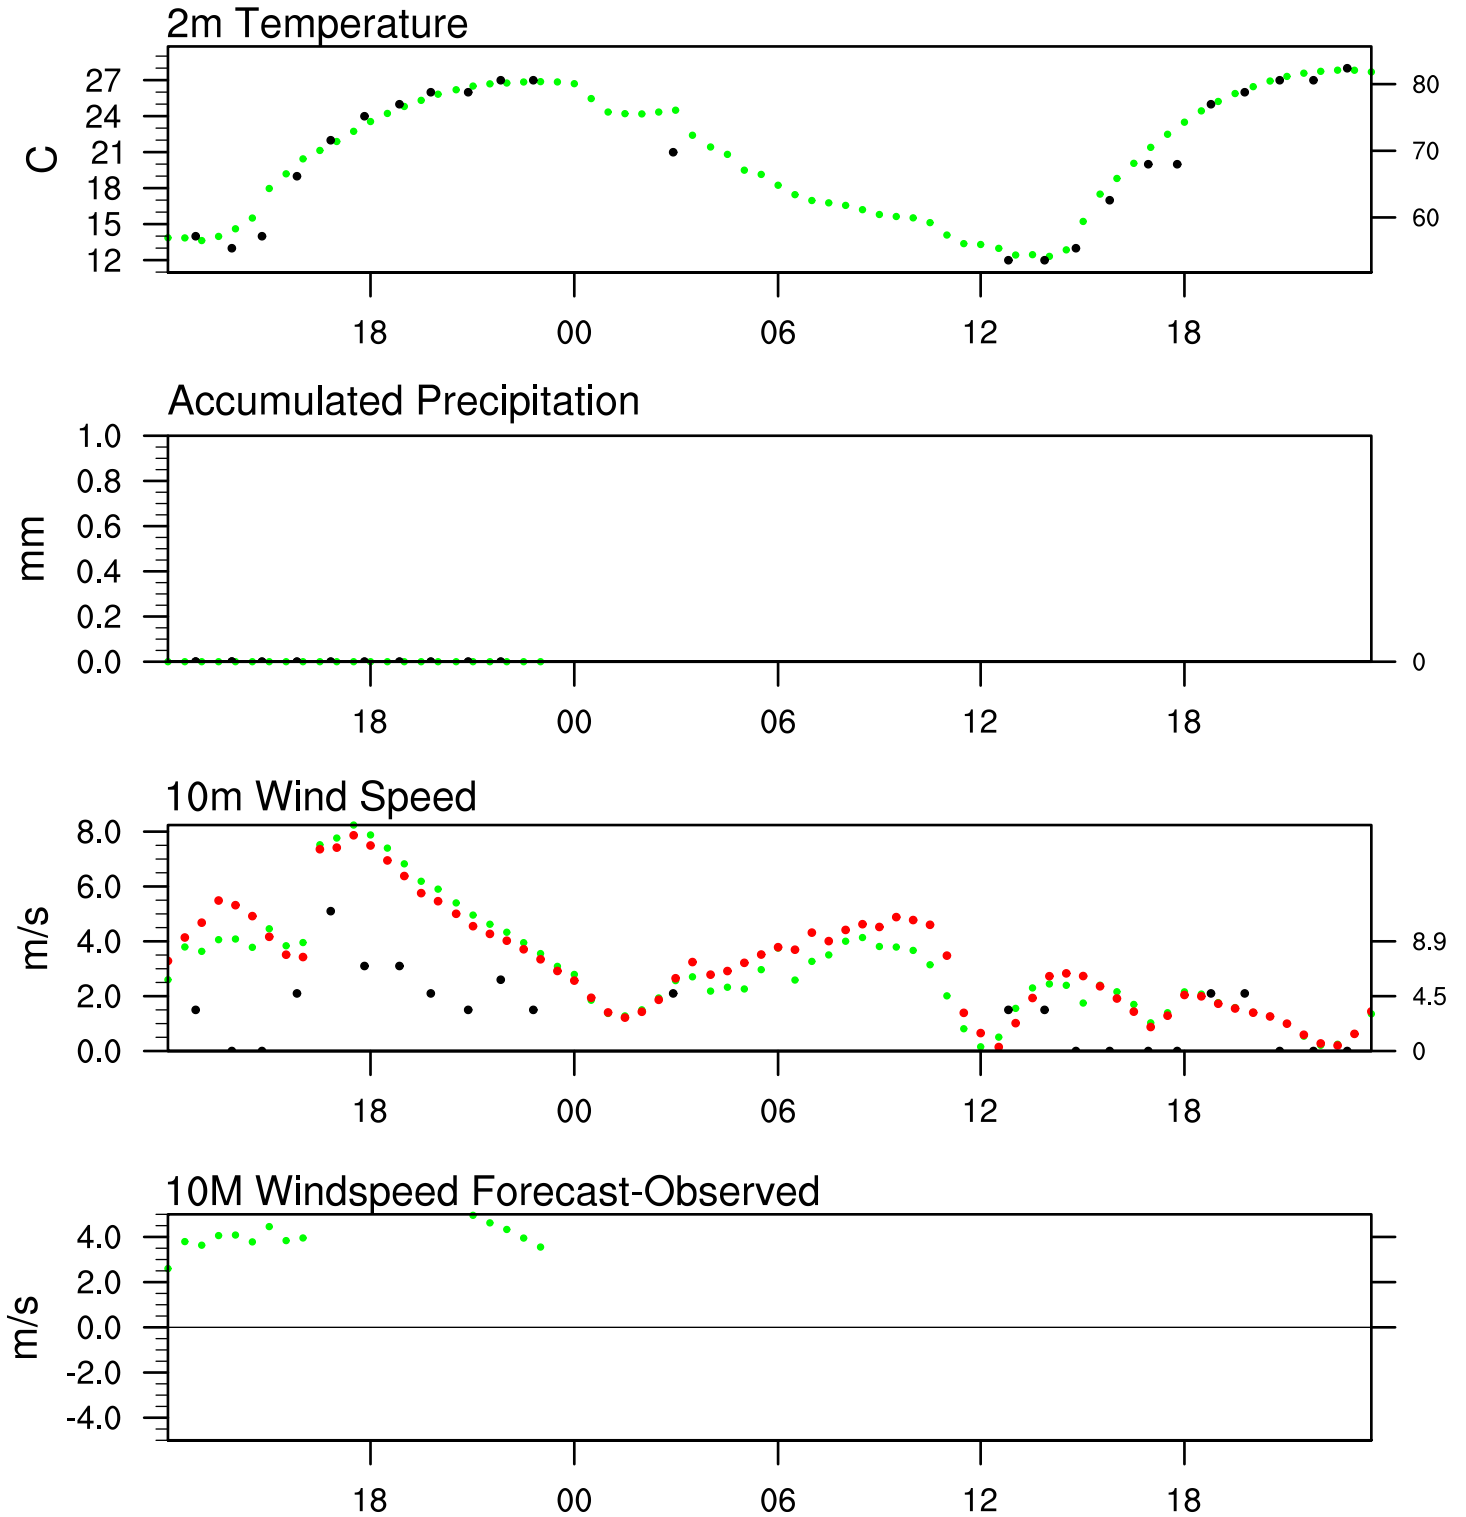 2m Temperature
27
24
21
18
15
12
C
80
70
60
18 00 06 12 18
Accumulated Precipitation
1.0
0.8
0.6
0.4
0.2
0.0
mm
0
18 00 06 12 18
10m Wind Speed
8.0
6.0
4.0
2.0
0.0
m/s
8.9
4.5
0
18 00 06 12 18
10M Windspeed Forecast-Observed
4.0
2.0
0.0
-2.0
-4.0
m/s
18 00 06 12 18